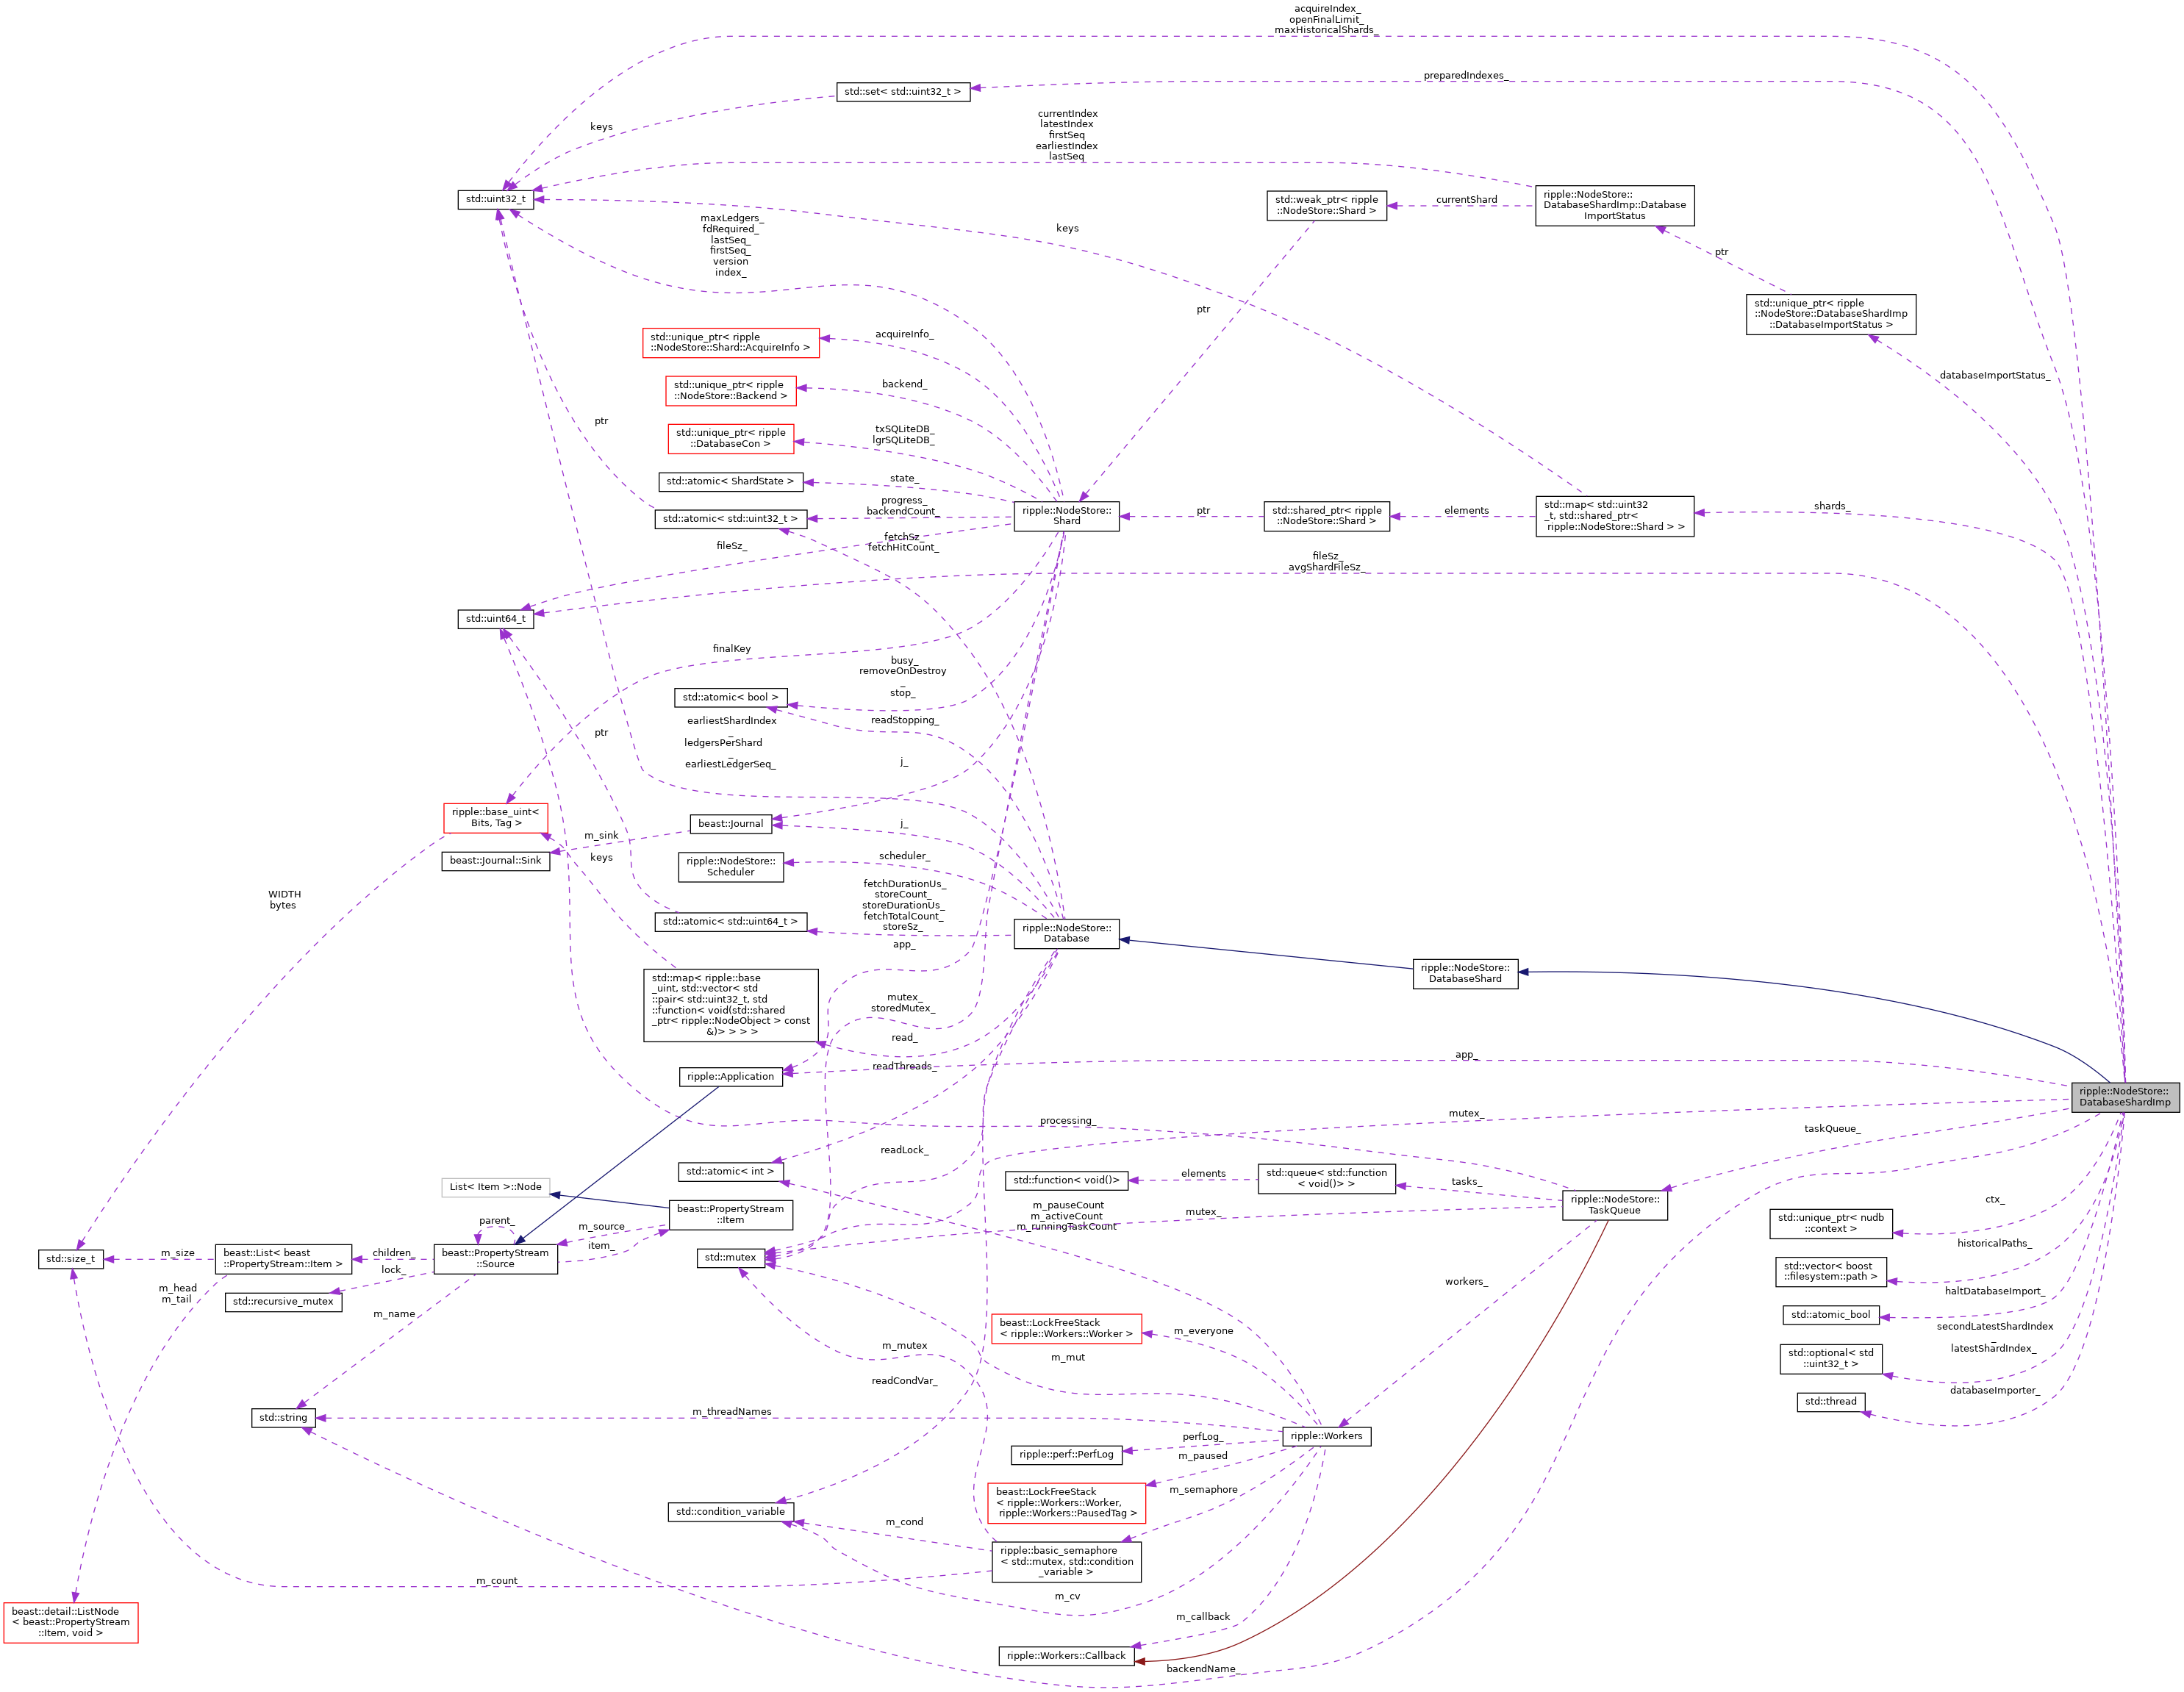 acquireIndex_
openFinalLimit_
maxHistoricalShards_
preparedIndexes_
std::set< std::uint32_t >
keys
currentIndex
latestIndex
firstSeq
earliestIndex
lastSeq
std::uint32_t
std::weak_ptr< ripple
::NodeStore::Shard >
currentShard
ripple::NodeStore::
DatabaseShardImp::Database
ImportStatus
maxLedgers_
fdRequired_
lastSeq_
firstSeq_
version
index_
keys
ptr
ptr
std::unique_ptr< ripple
::NodeStore::DatabaseShardImp
::DatabaseImportStatus >
std::unique_ptr< ripple
::NodeStore::Shard::AcquireInfo >
acquireInfo_
databaseImportStatus_
std::unique_ptr< ripple
::NodeStore::Backend >
backend_
ptr
std::unique_ptr< ripple
::DatabaseCon >
txSQLiteDB_
lgrSQLiteDB_
std::atomic< ShardState >
state_
std::atomic< std::uint32_t >
progress_
backendCount_
ripple::NodeStore::
Shard
ptr
std::shared_ptr< ripple
::NodeStore::Shard >
elements
std::map< std::uint32
_t, std::shared_ptr<
ripple::NodeStore::Shard > >
shards_
fileSz_
fetchSz_
fetchHitCount_
fileSz_
avgShardFileSz_
std::uint64_t
finalKey
busy_
removeOnDestroy
_
stop_
std::atomic< bool >
readStopping_
ptr
earliestShardIndex
_
ledgersPerShard
_
earliestLedgerSeq_
j_
ripple::base_uint<
Bits, Tag >
beast::Journal
j_
m_sink
beast::Journal::Sink
keys
ripple::NodeStore::
Scheduler
scheduler_
WIDTH
bytes
fetchDurationUs_
storeCount_
storeDurationUs_
fetchTotalCount_
storeSz_
std::atomic< std::uint64_t >
app_
ripple::NodeStore::
Database
ripple::NodeStore::
DatabaseShard
std::map< ripple::base
_uint, std::vector< std
::pair< std::uint32_t, std
::function< void(std::shared
_ptr< ripple::NodeObject > const
&)> > > >
mutex_
storedMutex_
read_
readThreads_
app_
ripple::Application
ripple::NodeStore::
DatabaseShardImp
processing_
mutex_
taskQueue_
readLock_
std::atomic< int >
List< Item >::Node
std::function< void()>
elements
std::queue< std::function
< void()> >
tasks_
ripple::NodeStore::
TaskQueue
ctx_
std::unique_ptr< nudb
::context >
beast::PropertyStream
::Item
m_pauseCount
m_activeCount
m_runningTaskCount
mutex_
parent_
m_source_
item_
historicalPaths_
std::size_t
m_size
beast::List< beast
::PropertyStream::Item >
children_
beast::PropertyStream
::Source
std::mutex
std::vector< boost
::filesystem::path >
lock_
workers_
haltDatabaseImport_
m_head
m_tail
std::recursive_mutex
m_name
std::atomic_bool
beast::LockFreeStack
< ripple::Workers::Worker >
m_everyone
secondLatestShardIndex
_
latestShardIndex_
m_mutex
m_mut
std::optional< std
::uint32_t >
readCondVar_
databaseImporter_
std::thread
std::string
m_threadNames
ripple::Workers
perfLog_
ripple::perf::PerfLog
m_paused
beast::LockFreeStack
< ripple::Workers::Worker,
ripple::Workers::PausedTag >
m_semaphore
std::condition_variable
m_cond
ripple::basic_semaphore
< std::mutex, std::condition
_variable >
m_count
m_cv
m_callback
beast::detail::ListNode
< beast::PropertyStream
::Item, void >
ripple::Workers::Callback
backendName_